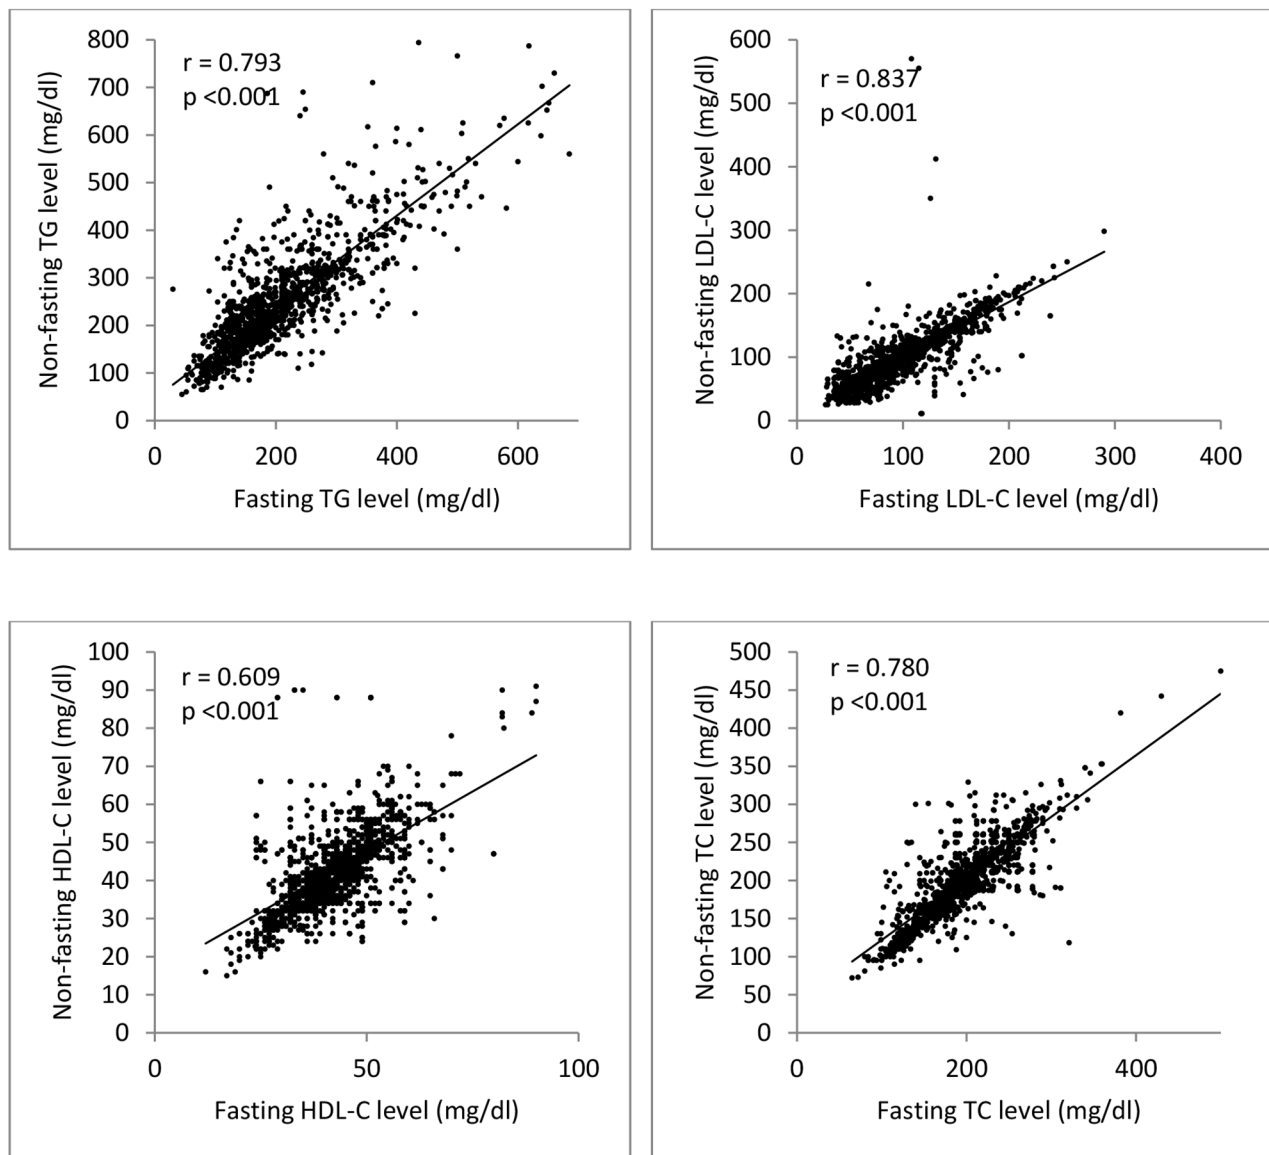 r = 0.793
p <0.001
800
700
600
500
400
300
200
100
0
0 200 400 600
Non-fasting TG level (mg/dl)
Fasting TG level (mg/dl)
r = 0.837
p <0.001
600
500
400
300
200
100
0
0 100 200 300 400
Non-fasting LDL-C level (mg/dl)
Fasting LDL-C level (mg/dl)
r = 0.609
p <0.001
100
90
80
70
60
50
40
30
20
10
0
0 50 100
Non-fasting HDL-C level (mg/dl)
Fasting HDL-C level (mg/dl)
r = 0.780
p <0.001
500
450
400
350
300
250
200
150
100
50
0
0 200 400
Non-fasting TC level (mg/dl)
Fasting TC level (mg/dl)